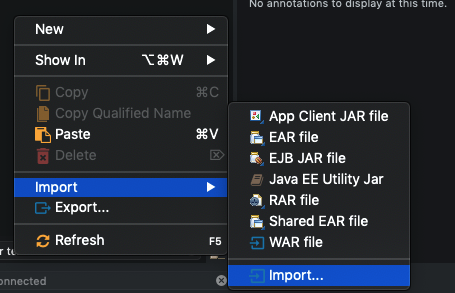 No annotations to display at this time.
New
Show In ⌥⌘W
Copy ⌘C
Copy Qualified Name
Paste ⌘V
Delete ⌦
Import
Export...
Refresh F5
App Client JAR file
EAR file
EJB JAR file
Java EE Utility Jar
RAR file
Shared EAR file
WAR file
Import...
onnected